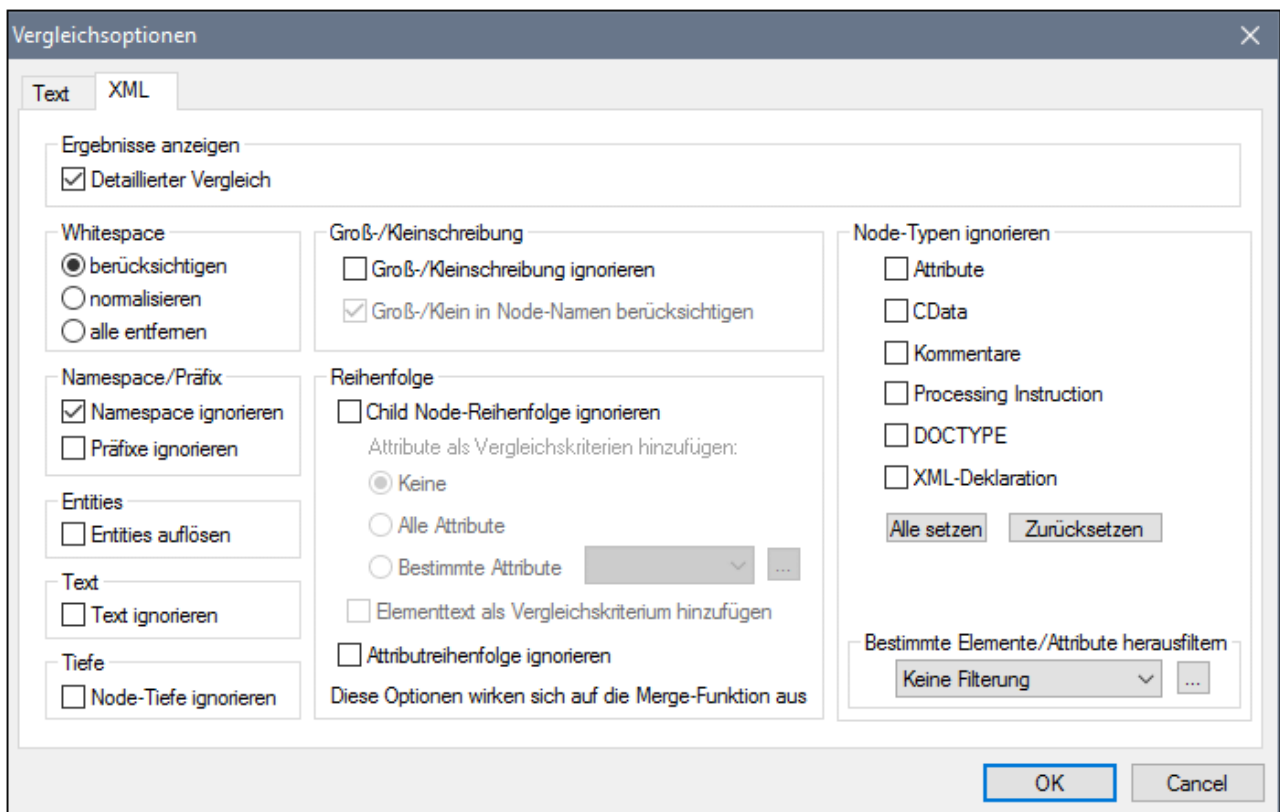 Vergleichsoptionen
Text
XML
Ergebnisse anzeigen
Detaillierter Vergleich
Whitespace
berücksichtigen
normalisieren
alle entfernen
Namespace/Präfix
Namespace ignorieren
Präfixe ignorieren
Entities
Entities auflösen
Text
Text ignorieren
Tiefe
Node-Tiefe ignorieren
Groß-/Kleinschreibung
Groß-/Kleinschreibung ignorieren
Groß-/Klein in Node-Namen berücksichtigen
Reihenfolge
Child Node-Reihenfolge ignorieren
Attribute als Vergleichskriterien hinzufügen:
Keine
Alle Attribute
Bestimmte Attribute
...
Elementtext als Vergleichskriterium hinzufügen
Attributreihenfolge ignorieren
Diese Optionen wirken sich auf die Merge-Funktion aus
Node-Typen ignorieren
Attribute
CData
Kommentare
Processing Instruction
DOCTYPE
XML-Deklaration
Alle setzen
Zurücksetzen
Bestimmte Elemente/Attribute herausfiltern
Keine Filterung
...
OK
Cancel